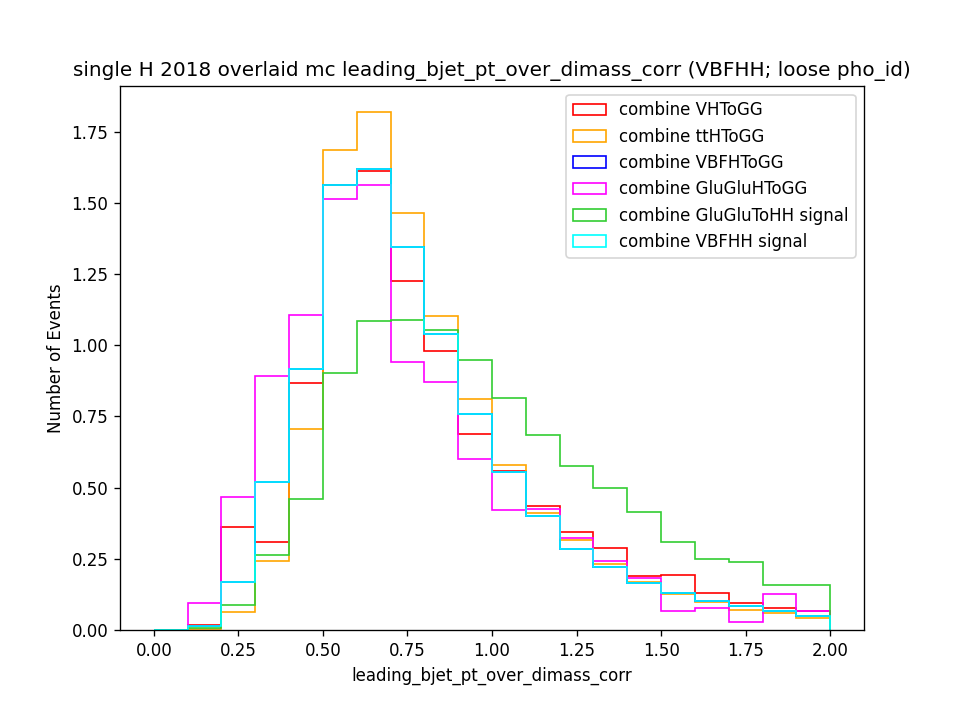 single H 2018 overlaid mc leading_bjet_pt_over_dimass_corr (VBFHH; loose pho_id)
combine VHToGG
combine ttHToGG
combine VBFHToGG
combine GluGluHToGG
combine GluGluToHH signal
combine VBFHH signal
1.75
1.50
1.25
1.00
0.75
0.50
0.25
0.00
Number of Events
0.00 0.25 0.50 0.75 1.00 1.25 1.50 1.75 2.00
leading_bjet_pt_over_dimass_corr